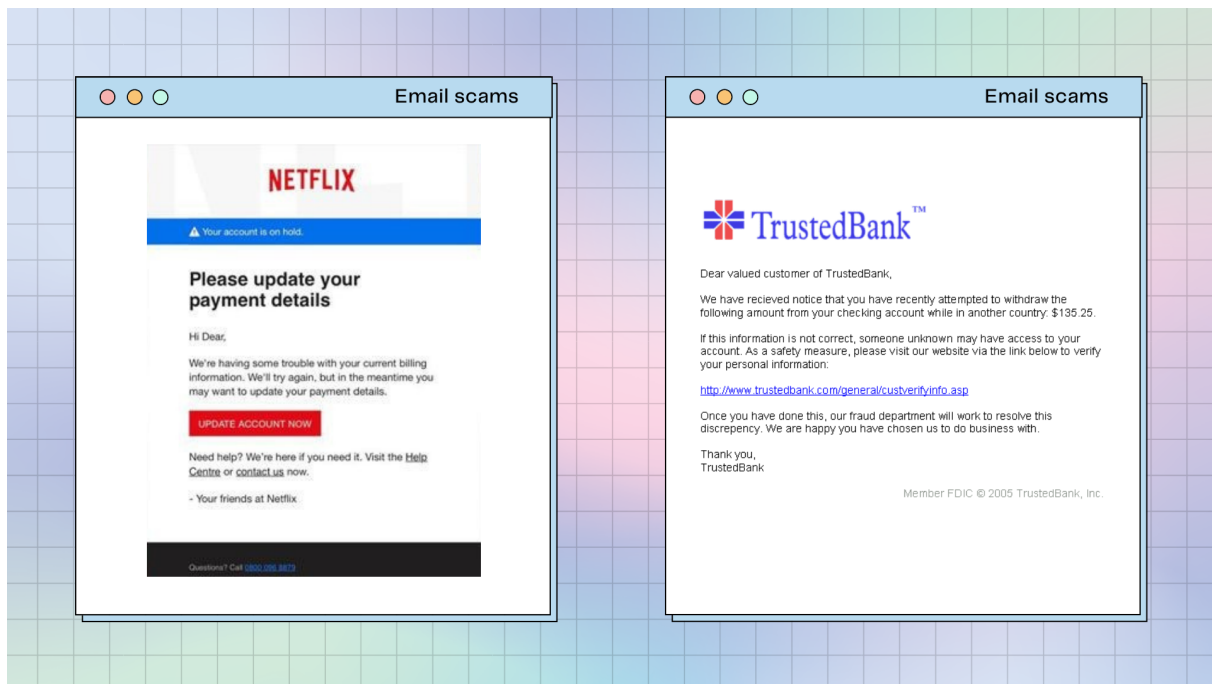 Email scams
NETFLIX
Your account is on hold.
Please update your
payment details
Hi Dear,
We're having some trouble with your current billing
information. We'll try again, but in the meantime you
may want to update your payment details.
UPDATE ACCOUNT NOW
Need help? We're here if you need it. Visit the Help
Centre or contact us now.
- Your friends at Netflix
Questions? Call
Email scams
TrustedBank™
Dear valued customer of TrustedBank,
We have recieved notice that you have recently attempted to withdraw the
following amount from your checking account while in another country: $135.25.
If this information is not correct, someone unknown may have access to your
account. As a safety measure, please visit our website via the link below to verify
your personal information:
http://www.trustedbank.com/general/custverifyinfo.asp
Once you have done this, our fraud department will work to resolve this
discrepency. We are happy you have chosen us to do business with.
Thank you,
TrustedBank
Member FDIC © 2005 TrustedBank, Inc.